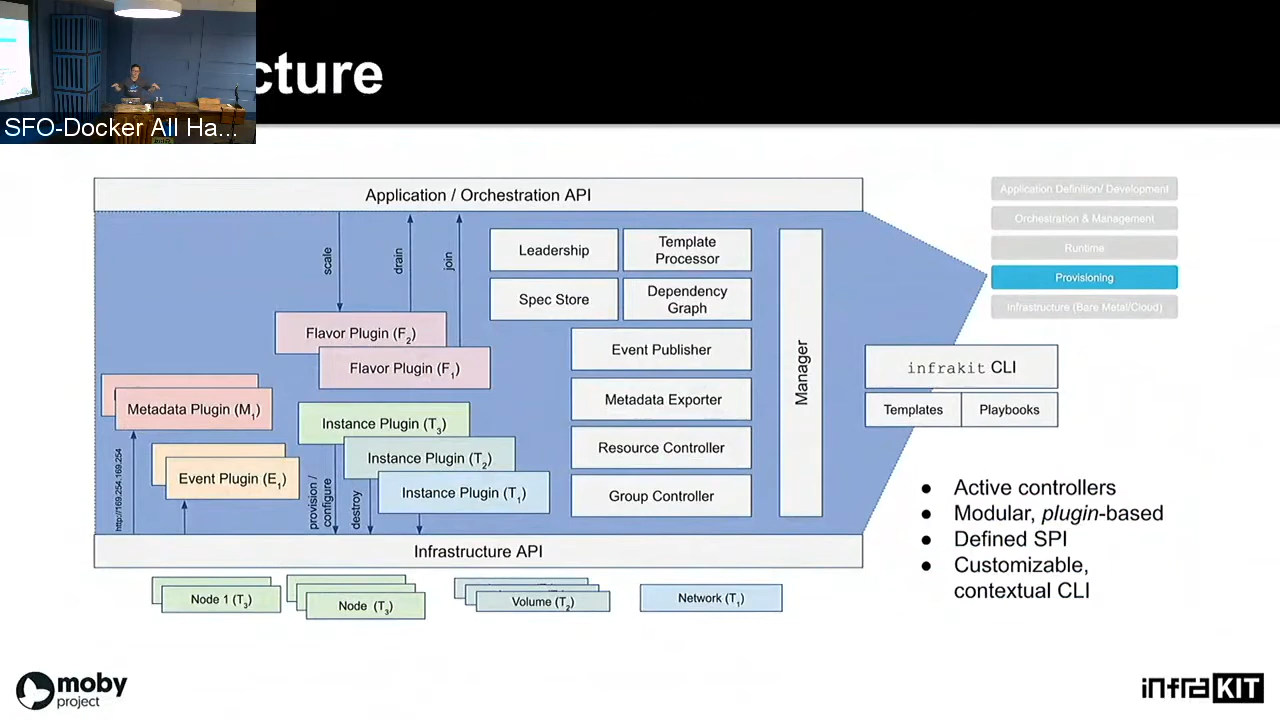 cture
SFO-Docker All Ha...
Application / Orchestration API
scale
drain
join
Leadership
Template
Processor
Spec Store
Dependency
Graph
Flavor Plugin (F2)
Flavor Plugin (F1)
Event Publisher
Metadata Plugin (M1)
Metadata Exporter
Instance Plugin (T3)
Instance Plugin (T2)
Resource Controller
Event Plugin (E1)
Instance Plugin (T1)
Group Controller
http://169.254.169.254
provision /
configure
destroy
Manager
Infrastructure API
Node 1 (T3)
Node (T3)
Volume (T2)
Network (T1)
Application Definition/ Development
Orchestration & Management
Runtime
Provisioning
Infrastructure (Bare Metal/Cloud)
infrakit CLI
Templates
Playbooks
● Active controllers
● Modular, plugin-based
● Defined SPI
● Customizable,
contextual CLI
moby
project
infraKIT